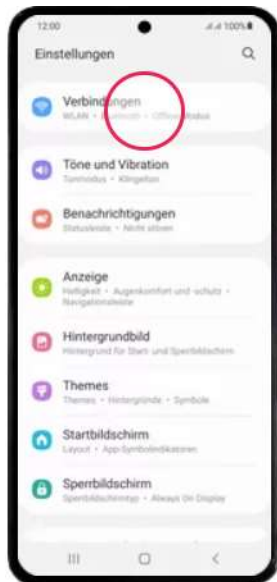 12:00
100%
Einstellungen
Verbindungen
WLAN • Bluetooth • Offline-Modus
Töne und Vibration
Tonmodus • Klingelton
Benachrichtigungen
Statusleiste • Nicht stören
Anzeige
Helligkeit • Augenkomfort und -schutz •
Navigationsleiste
Hintergrundbild
Hintergrund für Start- und Sperrbildschirm
Themes
Themes • Hintergründe • Symbole
Startbildschirm
Layout • App-Symbolindikatoren
Sperrbildschirm
Sperrbildschirmtyp • Always On Display